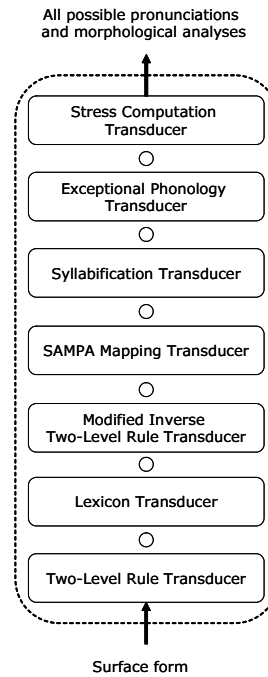 All possible pronunciations
and morphological analyses
Stress Computation
Transducer
Exceptional Phonology
Transducer
Syllabification Transducer
SAMPA Mapping Transducer
Modified Inverse
Two-Level Rule Transducer
Lexicon Transducer
Two-Level Rule Transducer
Surface form